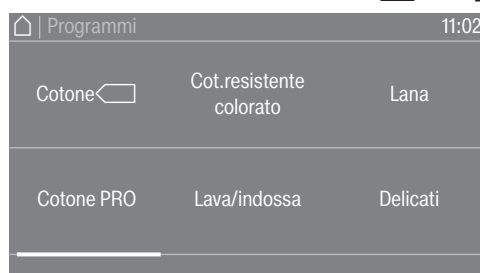 | Programmi 11:02
Cotone
Cot.resistente
colorato
Lana
Cotone PRO
Lava/indossa
Delicati